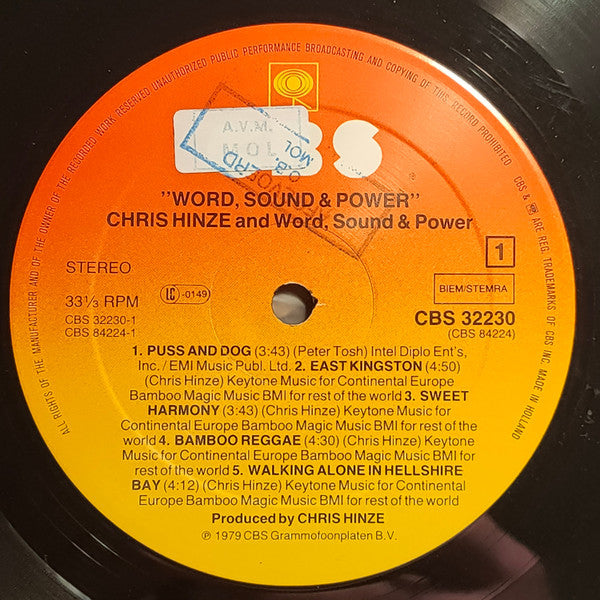 ALL RIGHTS OF THE MANUFACTURER AND OF THE OWNER OF THE RECORDED WORK RESERVED UNAUTHORIZED PUBLIC PERFORMANCE BROADCASTING AND COPYING OF THIS RECORD PROHIBITED
CBS & ARE REG. TRADEMARKS OF CBS INC. MADE IN HOLLAND
A.V.M.
MOL
MOL
BS
"WORD, SOUND & POWER"
CHRIS HINZE and Word, Sound & Power
STEREO
1
33⅓ RPM
LC -0149
BIEM/STEMRA
CBS 32230-1
CBS 84224-1
CBS 32230
(CBS 84224)
1. PUSS AND DOG (3:43) (Peter Tosh) Intel Diplo Ent's,
Inc. / EMI Music Publ. Ltd. 2. EAST KINGSTON (4:50)
(Chris Hinze) Keytone Music for Continental Europe
Bamboo Magic Music BMI for rest of the world 3. SWEET
HARMONY (3:43) (Chris Hinze) Keytone Music for
Continental Europe Bamboo Magic Music BMI for rest of the
world 4. BAMBOO REGGAE (4:30) (Chris Hinze) Keytone
Music for Continental Europe Bamboo Magic Music BMI for
rest of the world 5. WALKING ALONE IN HELLSHIRE
BAY (4:12) (Chris Hinze) Keytone Music for Continental
Europe Bamboo Magic Music BMI for rest of the world
Produced by CHRIS HINZE
℗ 1979 CBS Grammofoonplaten B.V.